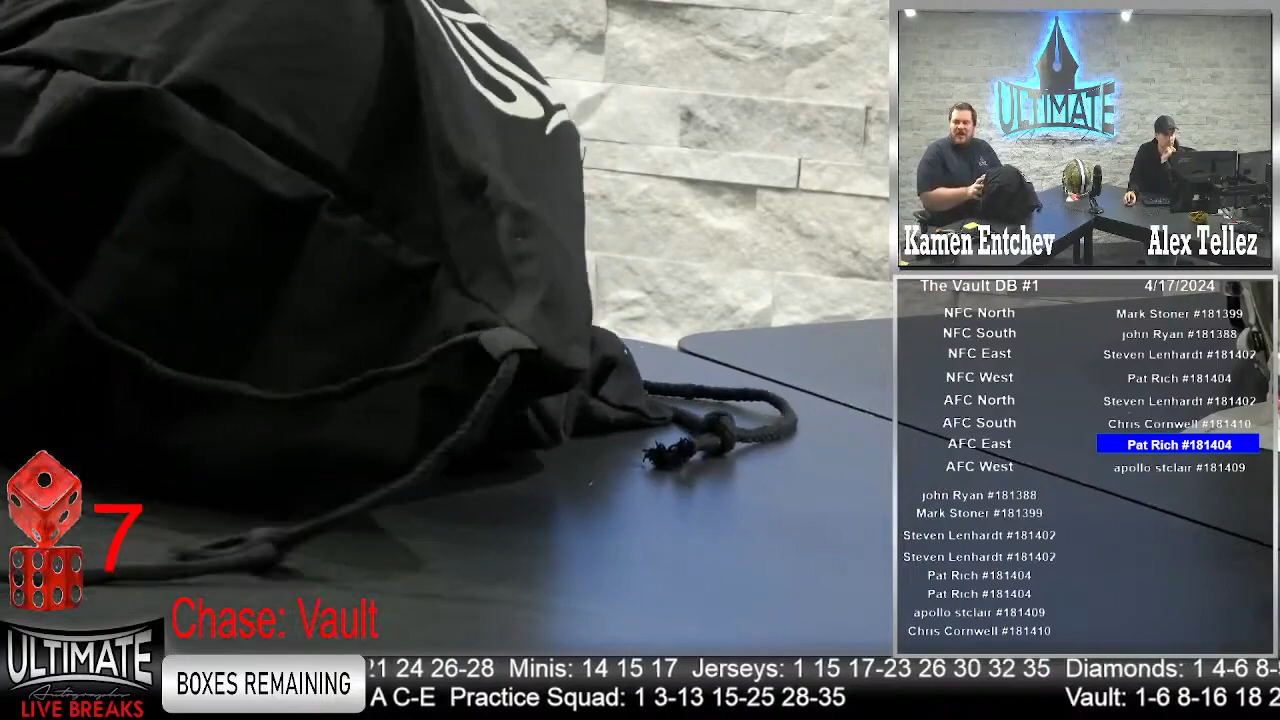 ULTIMATE
Kamen Entchev
Alex Tellez
The Vault DB #1 4/17/2024
NFC North Mark Stoner #181399
NFC South john Ryan #181388
NFC East Steven Lenhardt #181402
NFC West Pat Rich #181404
AFC North Steven Lenhardt #181402
AFC South Chris Cornwell #181410
AFC East Pat Rich #181404
AFC West apollo stclair #181409
john Ryan #181388
Mark Stoner #181399
Steven Lenhardt #181402
Steven Lenhardt #181402
Pat Rich #181404
Pat Rich #181404
apollo stclair #181409
Chris Cornwell #181410
7
Chase: Vault
ULTIMATE
Autographs
LIVE BREAKS
BOXES REMAINING
21 24 26-28 Minis: 14 15 17 Jerseys: 1 15 17-23 26 30 32 35 Diamonds: 1 4-6 8-
A C-E Practice Squad: 1 3-13 15-25 28-35 Vault: 1-6 8-16 18 2